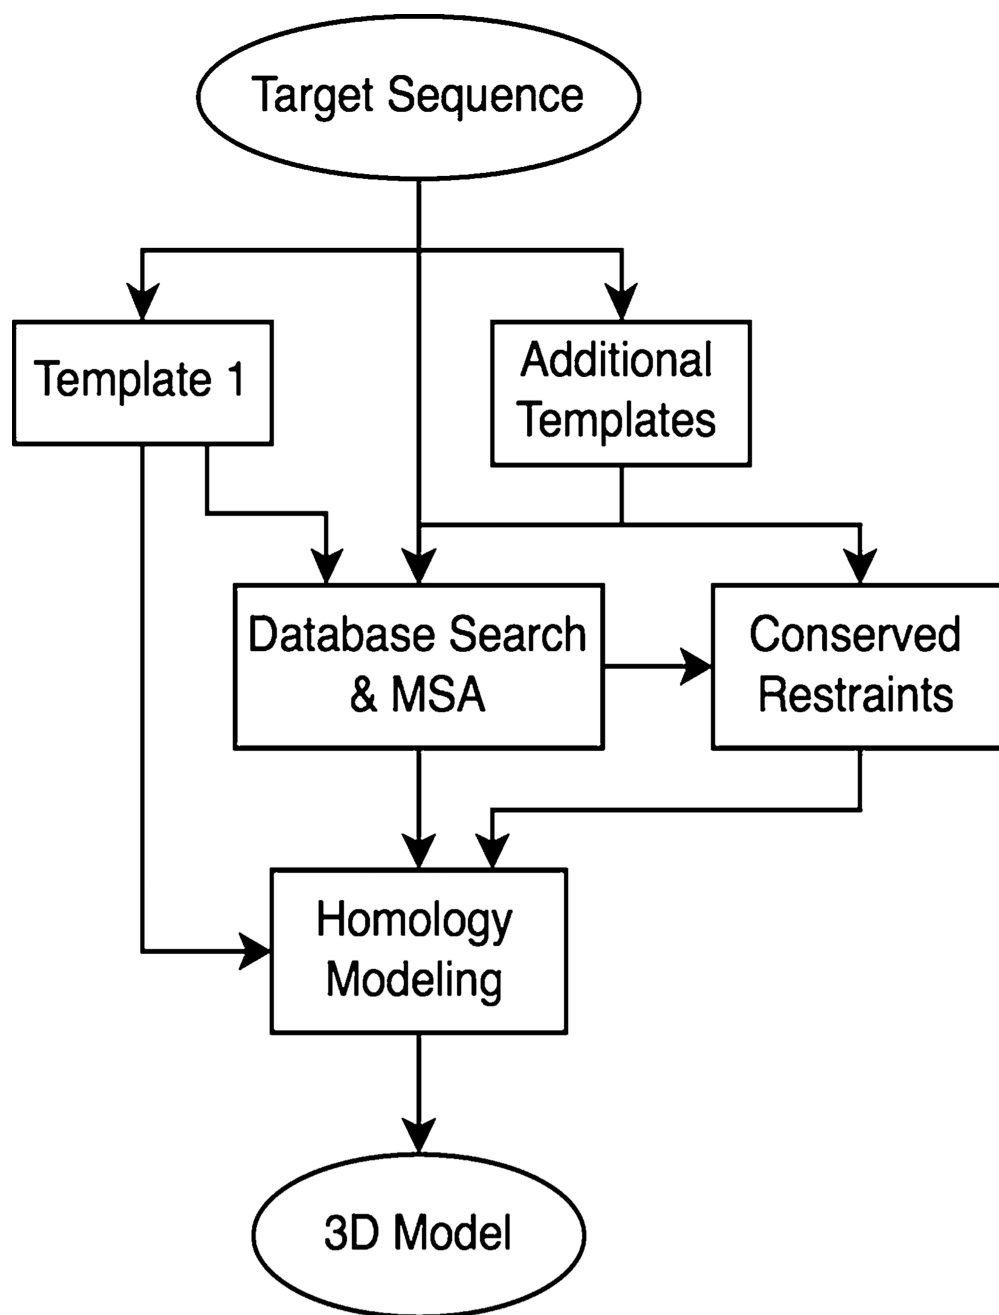 Target Sequence
Template 1
Additional
Templates
Database Search
& MSA
Conserved
Restraints
Homology
Modeling
3D Model